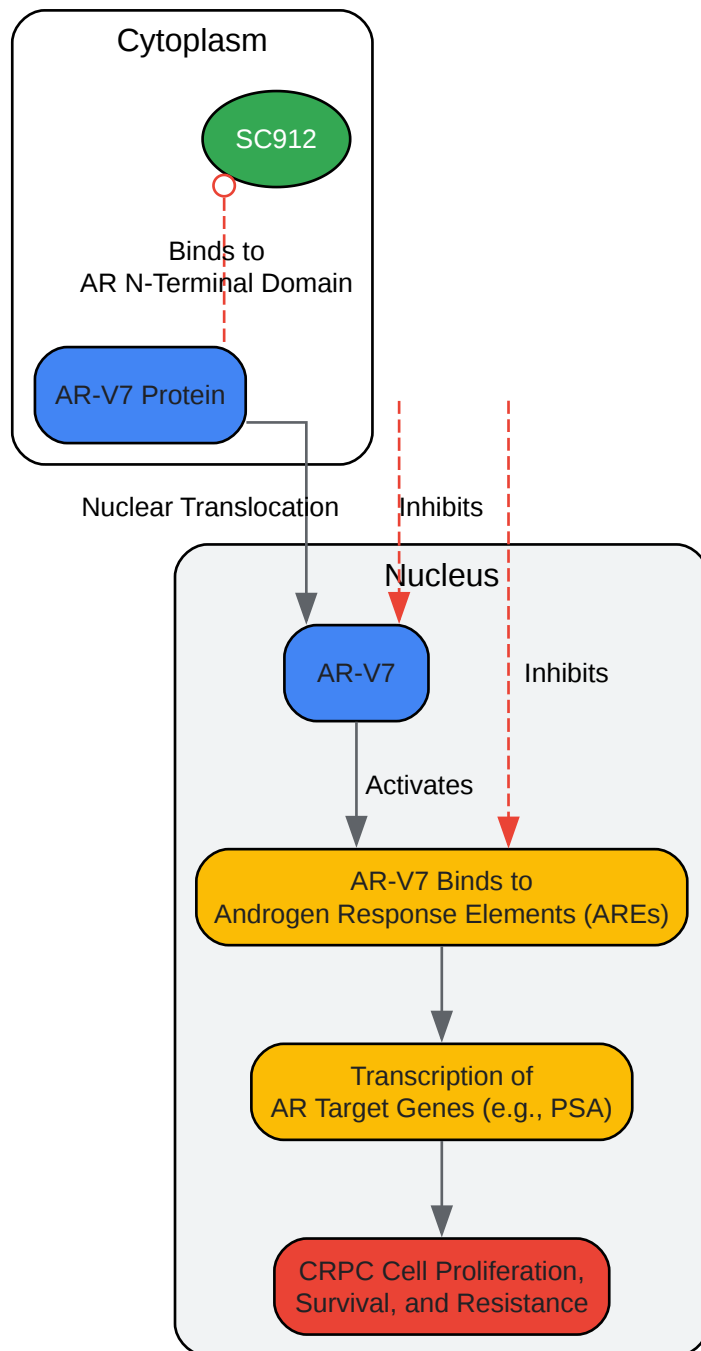 Cytoplasm
SC912
Binds to
AR N-Terminal Domain
AR-V7 Protein
Nuclear Translocation
Inhibits
Nucleus
AR-V7
Inhibits
Activates
AR-V7 Binds to
Androgen Response Elements (AREs)
Transcription of
AR Target Genes (e.g., PSA)
CRPC Cell Proliferation,
Survival, and Resistance